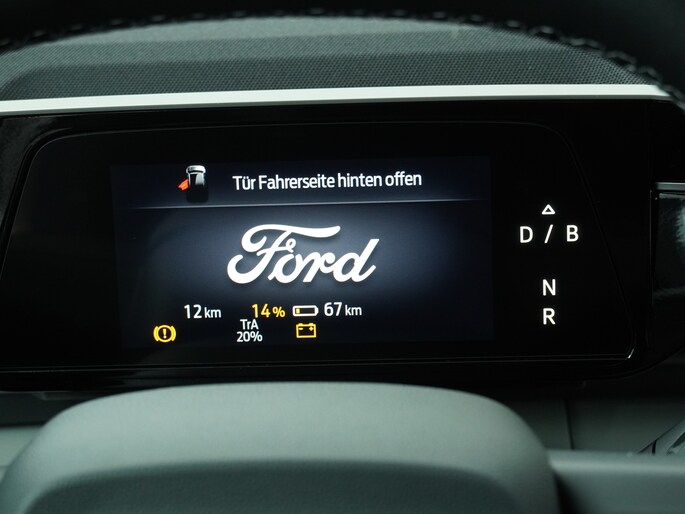 Tür Fahrerseite hinten offen
Ford
D / B
12 km 14 % 67 km
TrA
20%
N
R